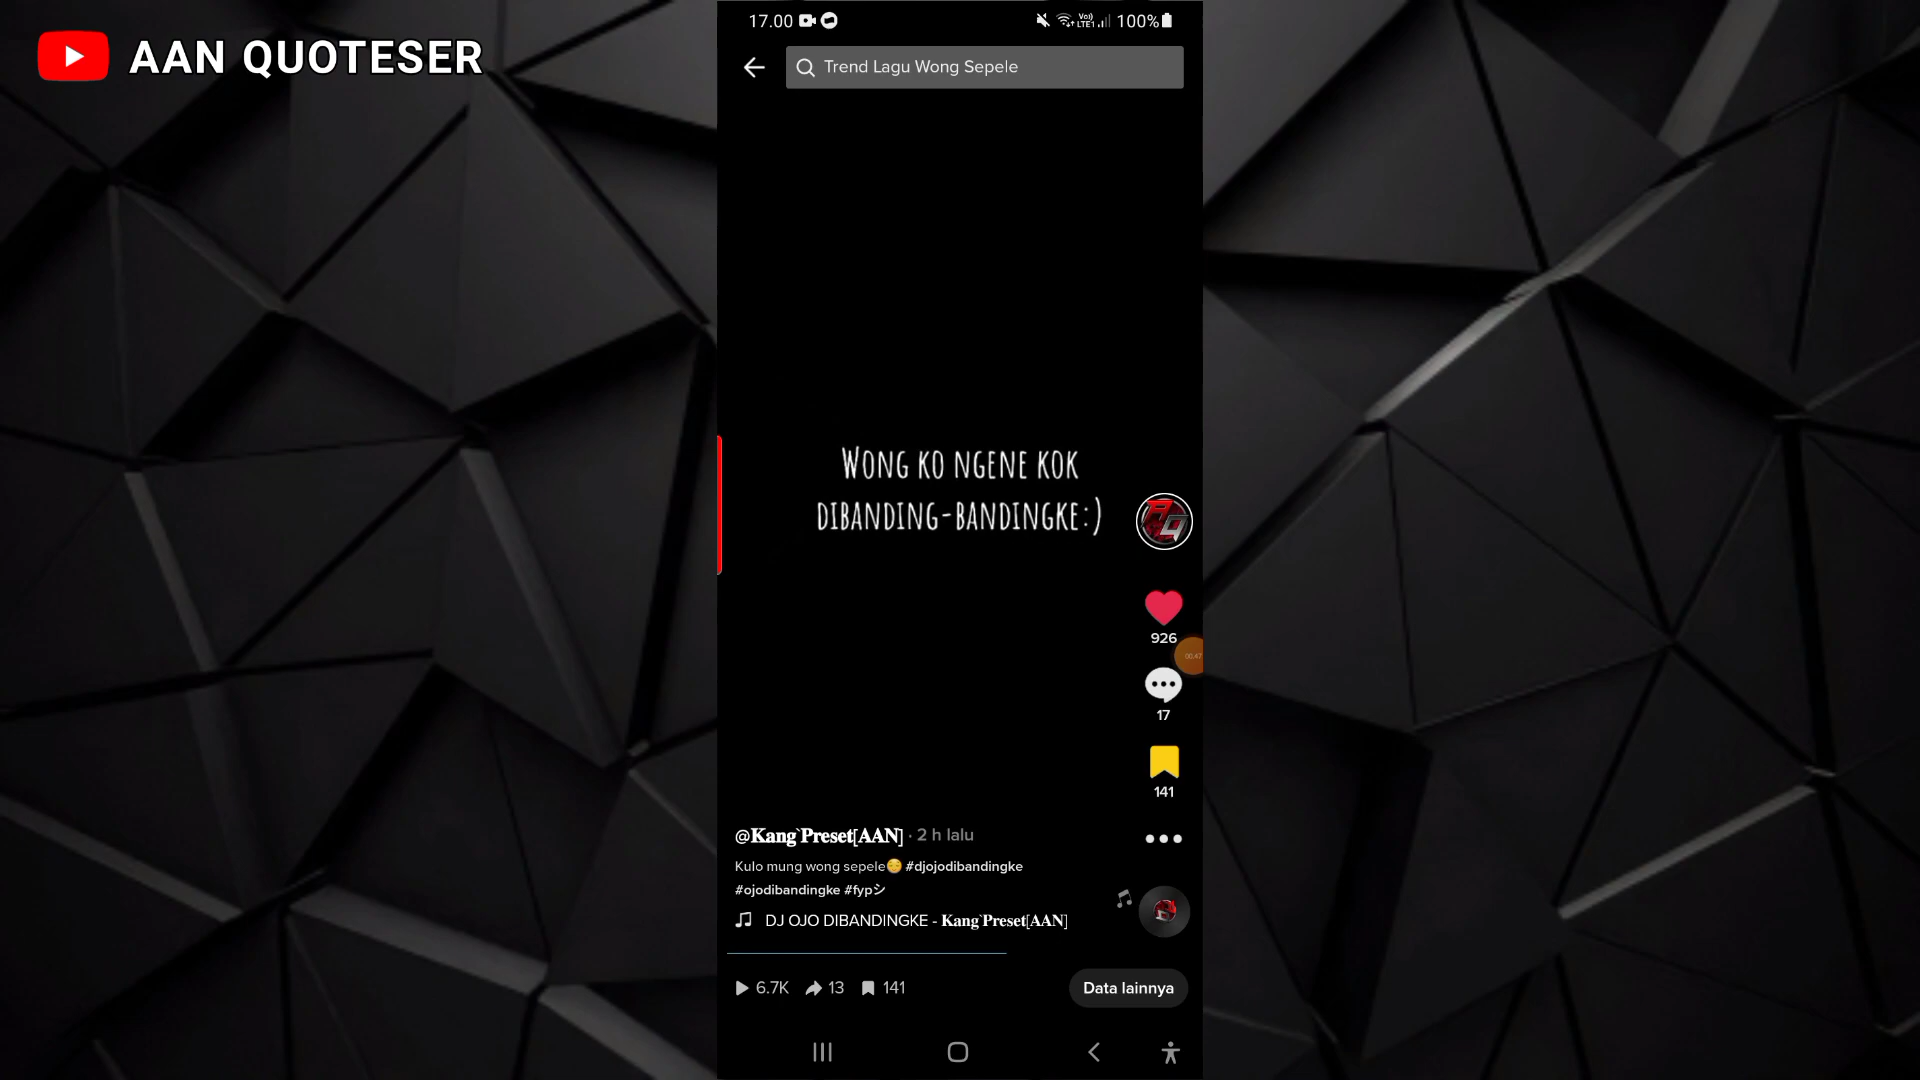 AAN QUOTESER
17.00 100%
Trend Lagu Wong Sepele
WONG KO NGENE KOK
DIBANDING-BANDINGKE:)
926
00:47
17
141
@Kang`Preset[AAN] · 2 h lalu
Kulo mung wong sepele😌 #djojodibandingke
#ojodibandingke #fypシ
DJ OJO DIBANDINGKE - Kang`Preset[AAN]
6.7K 13 141
Data lainnya